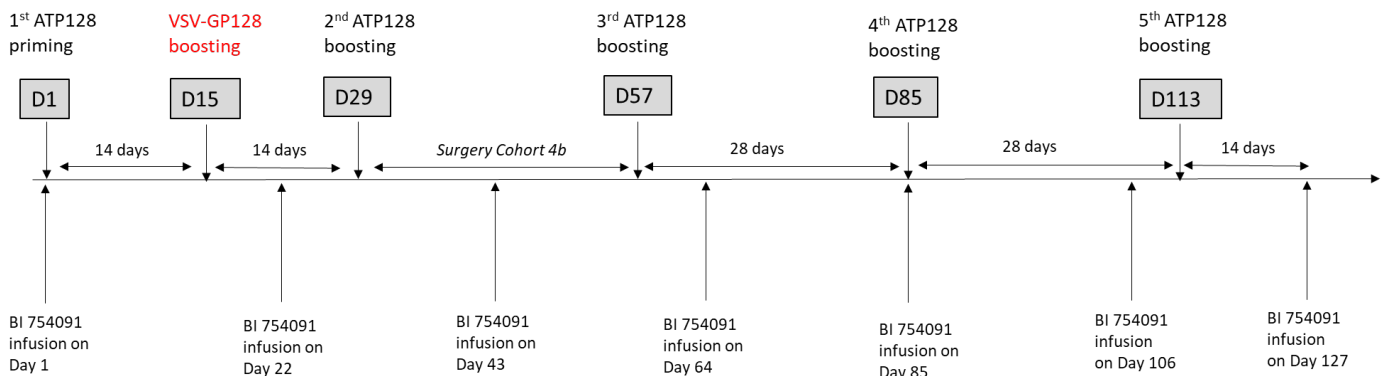 1st ATP128
priming
VSV-GP128
boosting
2nd ATP128
boosting
3rd ATP128
boosting
4th ATP128
boosting
5th ATP128
boosting
D1
D15
D29
D57
D85
D113
14 days
14 days
Surgery Cohort 4b
28 days
28 days
14 days
BI 754091
infusion on
Day 1
BI 754091
infusion on
Day 22
BI 754091
infusion on
Day 43
BI 754091
infusion on
Day 64
BI 754091
infusion on
Day 85
BI 754091
infusion
on Day 106
BI 754091
infusion
on Day 127